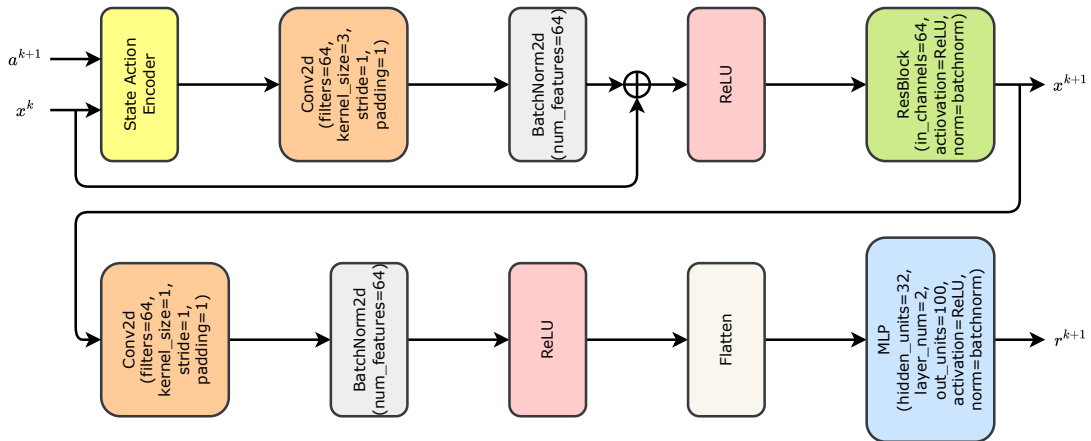 a^{k+1}
x^k
State Action
Encoder
Conv2d
(filters=64,
kernel_size=3,
stride=1,
padding=1)
BatchNorm2d
(num_features=64)
ReLU
ResBlock
(in_channels=64,
actiovation=ReLU,
norm=batchnorm)
x^{k+1}
Conv2d
(filters=64,
kernel_size=1,
stride=1,
padding=1)
BatchNorm2d
(num_features=64)
ReLU
Flatten
MLP
(hidden_units=32,
layer_num=2,
out_units=100,
activation=ReLU,
norm=batchnorm)
r^{k+1}